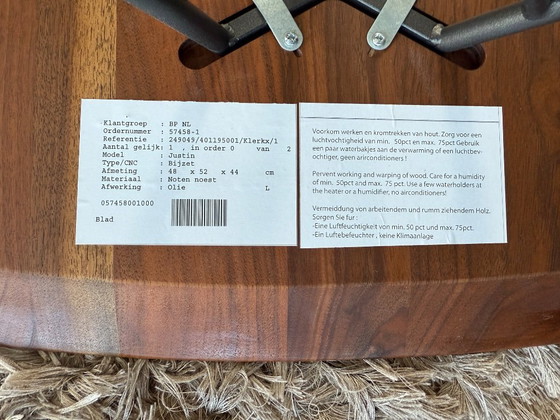 Klantgroep : BP NL
Ordernummer : 57458-1
Referentie : 249049/401195001/Klerkx/1
Aantal gelijk: 1 , in order 0 van 2
Model : Justin
Type/CNC : Bijzet
Afmeting : 48 x 52 x 44 cm
Materiaal : Noten noest
Afwerking : Olie L
057458001000
Blad
Voorkom werken en kromtrekken van hout. Zorg voor een
luchtvochtigheid van min. 50pct en max. 75pct Gebruik
een paar waterbakjes aan de verwarming of een luchtbev-
ochtiger, geen airconditioners !
Pervent working and warping of wood. Care for a humidity
of min. 50pct and max. 75 pct. Use a few waterholders at
the heater or a humidifier, no airconditioners!
Vermeiddung von arbeitendem und rumm ziehendem Holz.
Sorgen Sie fur :
-Eine Luftfeuchtigkeit von min. 50 pct und max. 75pct.
-Ein Luftebefeuchter , keine Klimaanlage